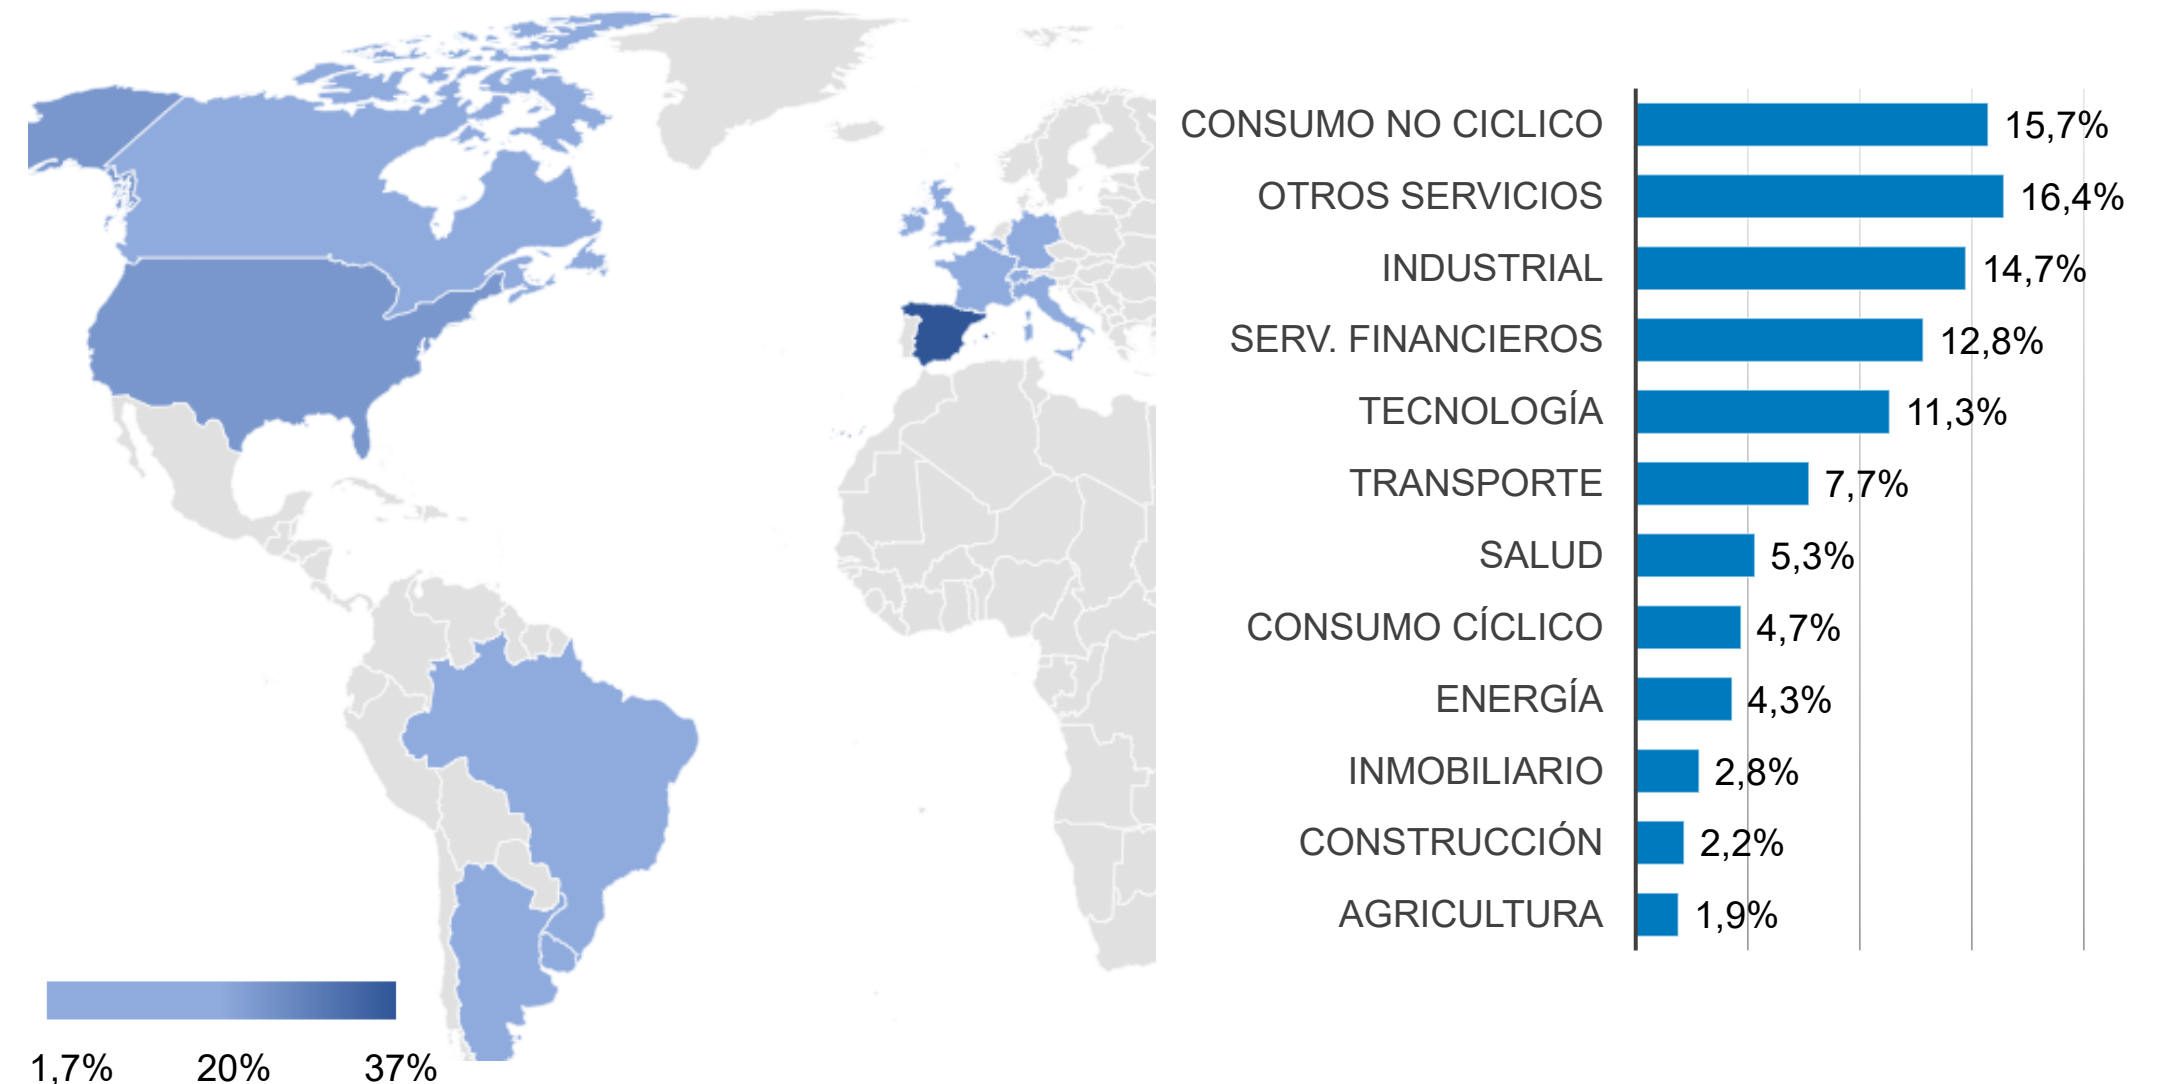 CONSUMO NO CICLICO 15,7%
OTROS SERVICIOS 16,4%
INDUSTRIAL 14,7%
SERV. FINANCIEROS 12,8%
TECNOLOGÍA 11,3%
TRANSPORTE 7,7%
SALUD 5,3%
CONSUMO CÍCLICO 4,7%
ENERGÍA 4,3%
INMOBILIARIO 2,8%
CONSTRUCCIÓN 2,2%
AGRICULTURA 1,9%
1,7% 20% 37%